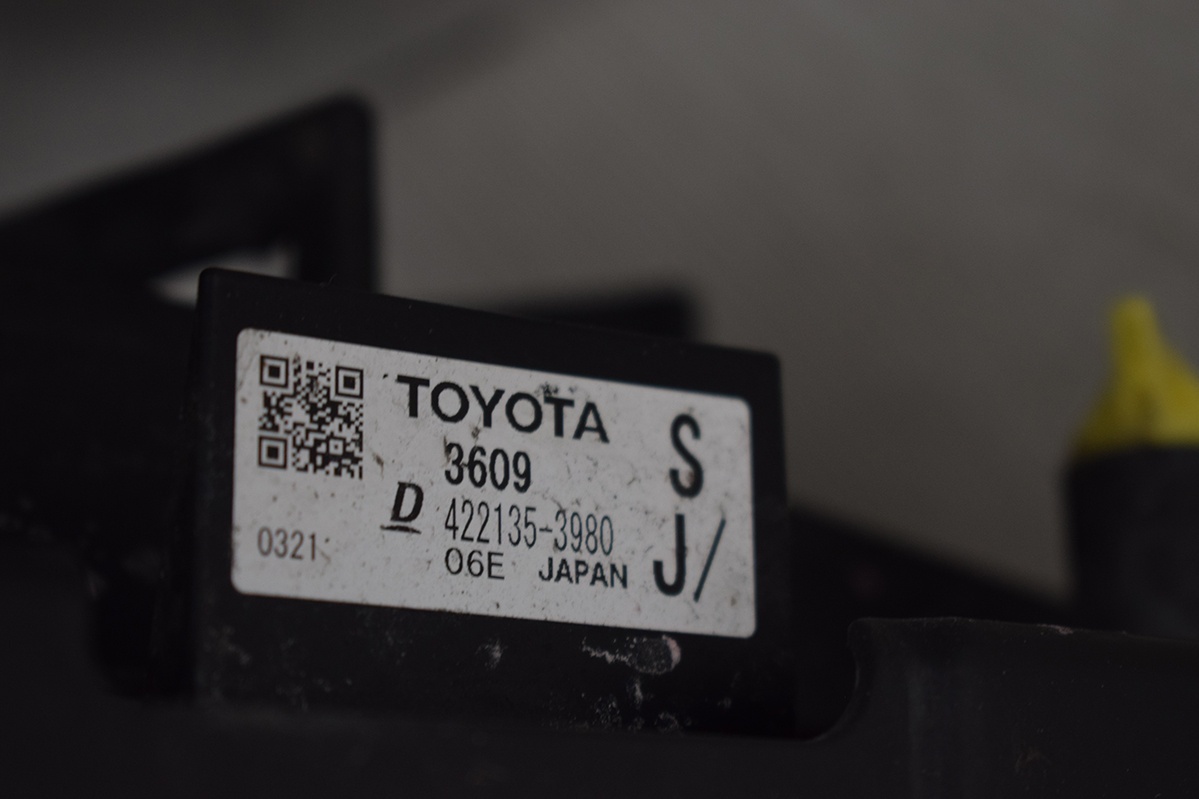 TOYOTA
3609
D 422135-3980
06E JAPAN
0321
S
J/